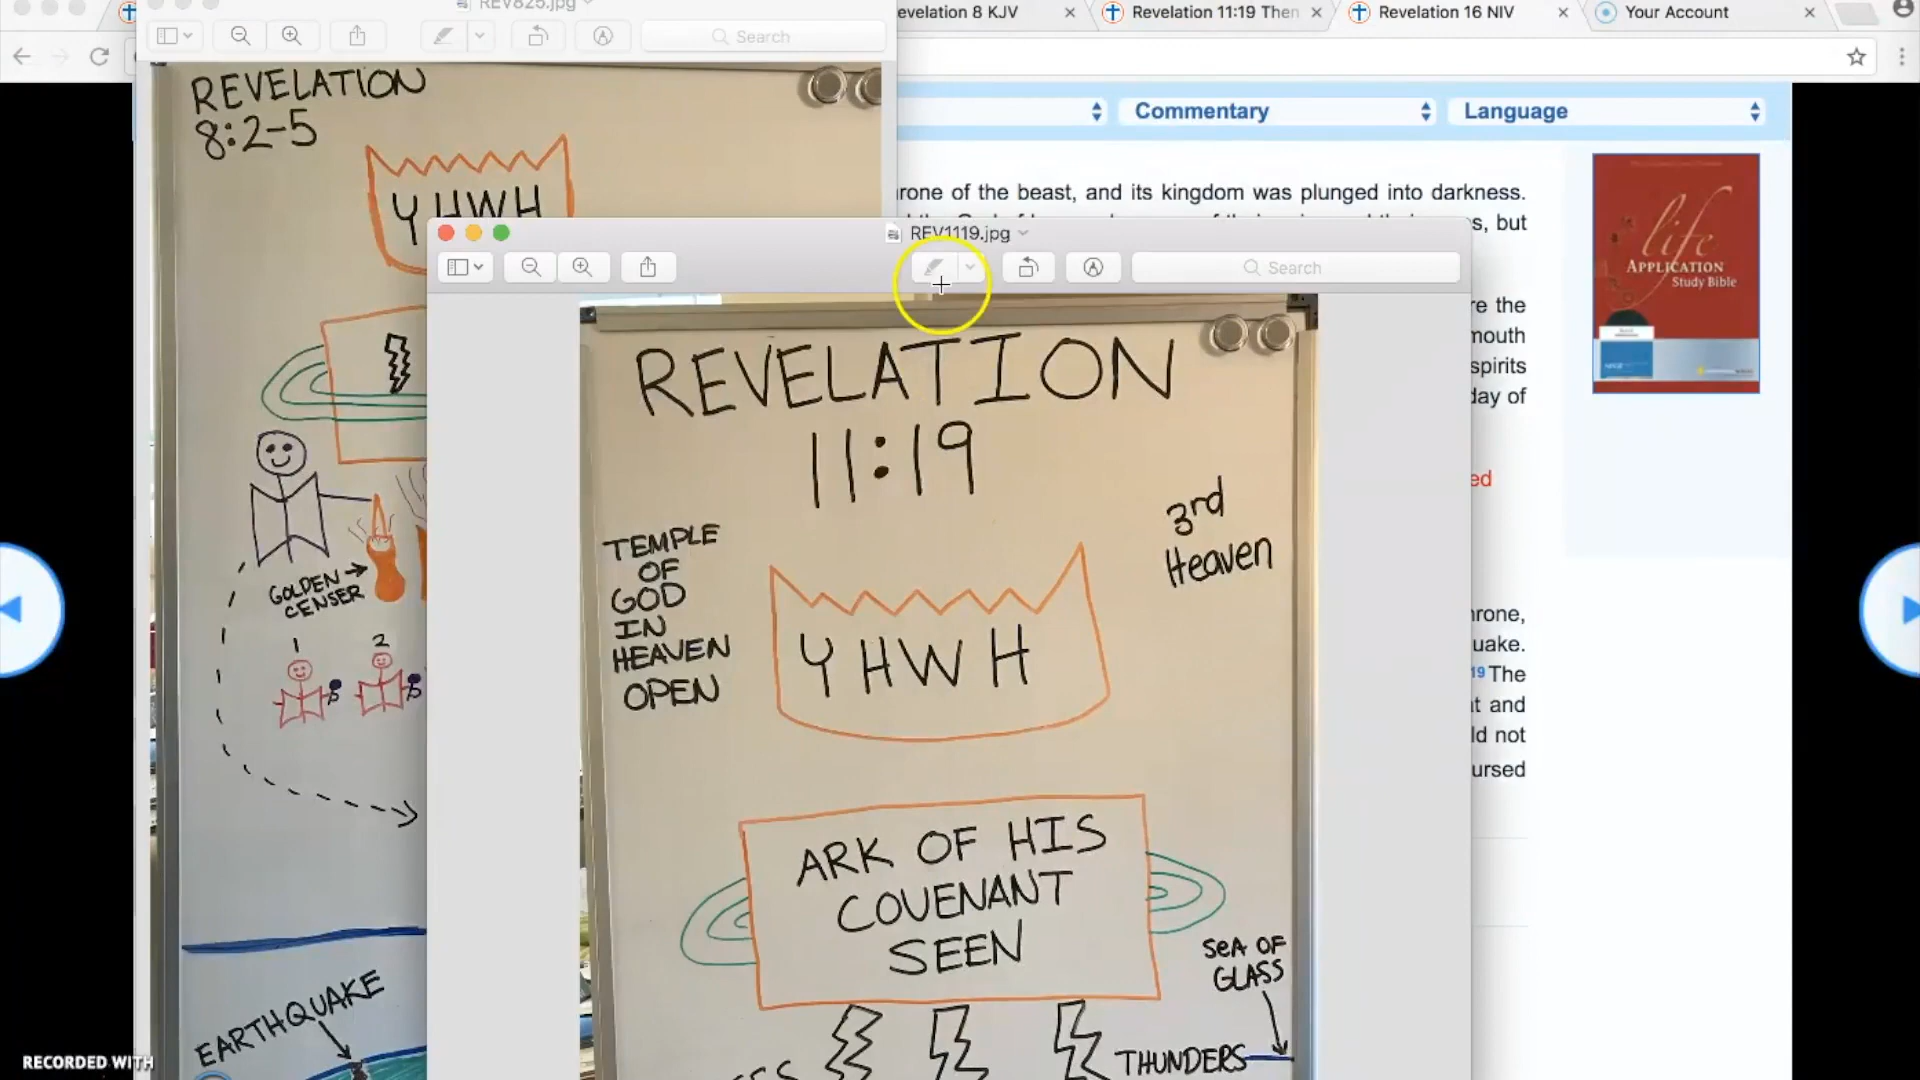 REV825.jpg
Search
evelation 8 KJV
Revelation 11:19 Then
Revelation 16 NIV
Your Account
Commentary
Language
REVELATION
8:2-5
YHWH
GOLDEN
CENSER
1
2
EARTHQUAKE
RECORDED WITH
REV1119.jpg
Search
REVELATION
11:19
3rd
Heaven
TEMPLE
OF
GOD
IN
HEAVEN
OPEN
YHWH
ARK OF HIS
COVENANT
SEEN
SEA OF
GLASS
THUNDERS
rone of the beast, and its kingdom was plunged into darkness.
s, but
re the
mouth
spirits
day of
ed
rone,
uake.
19 The
t and
ld not
ursed
life
APPLICATION
Study Bible